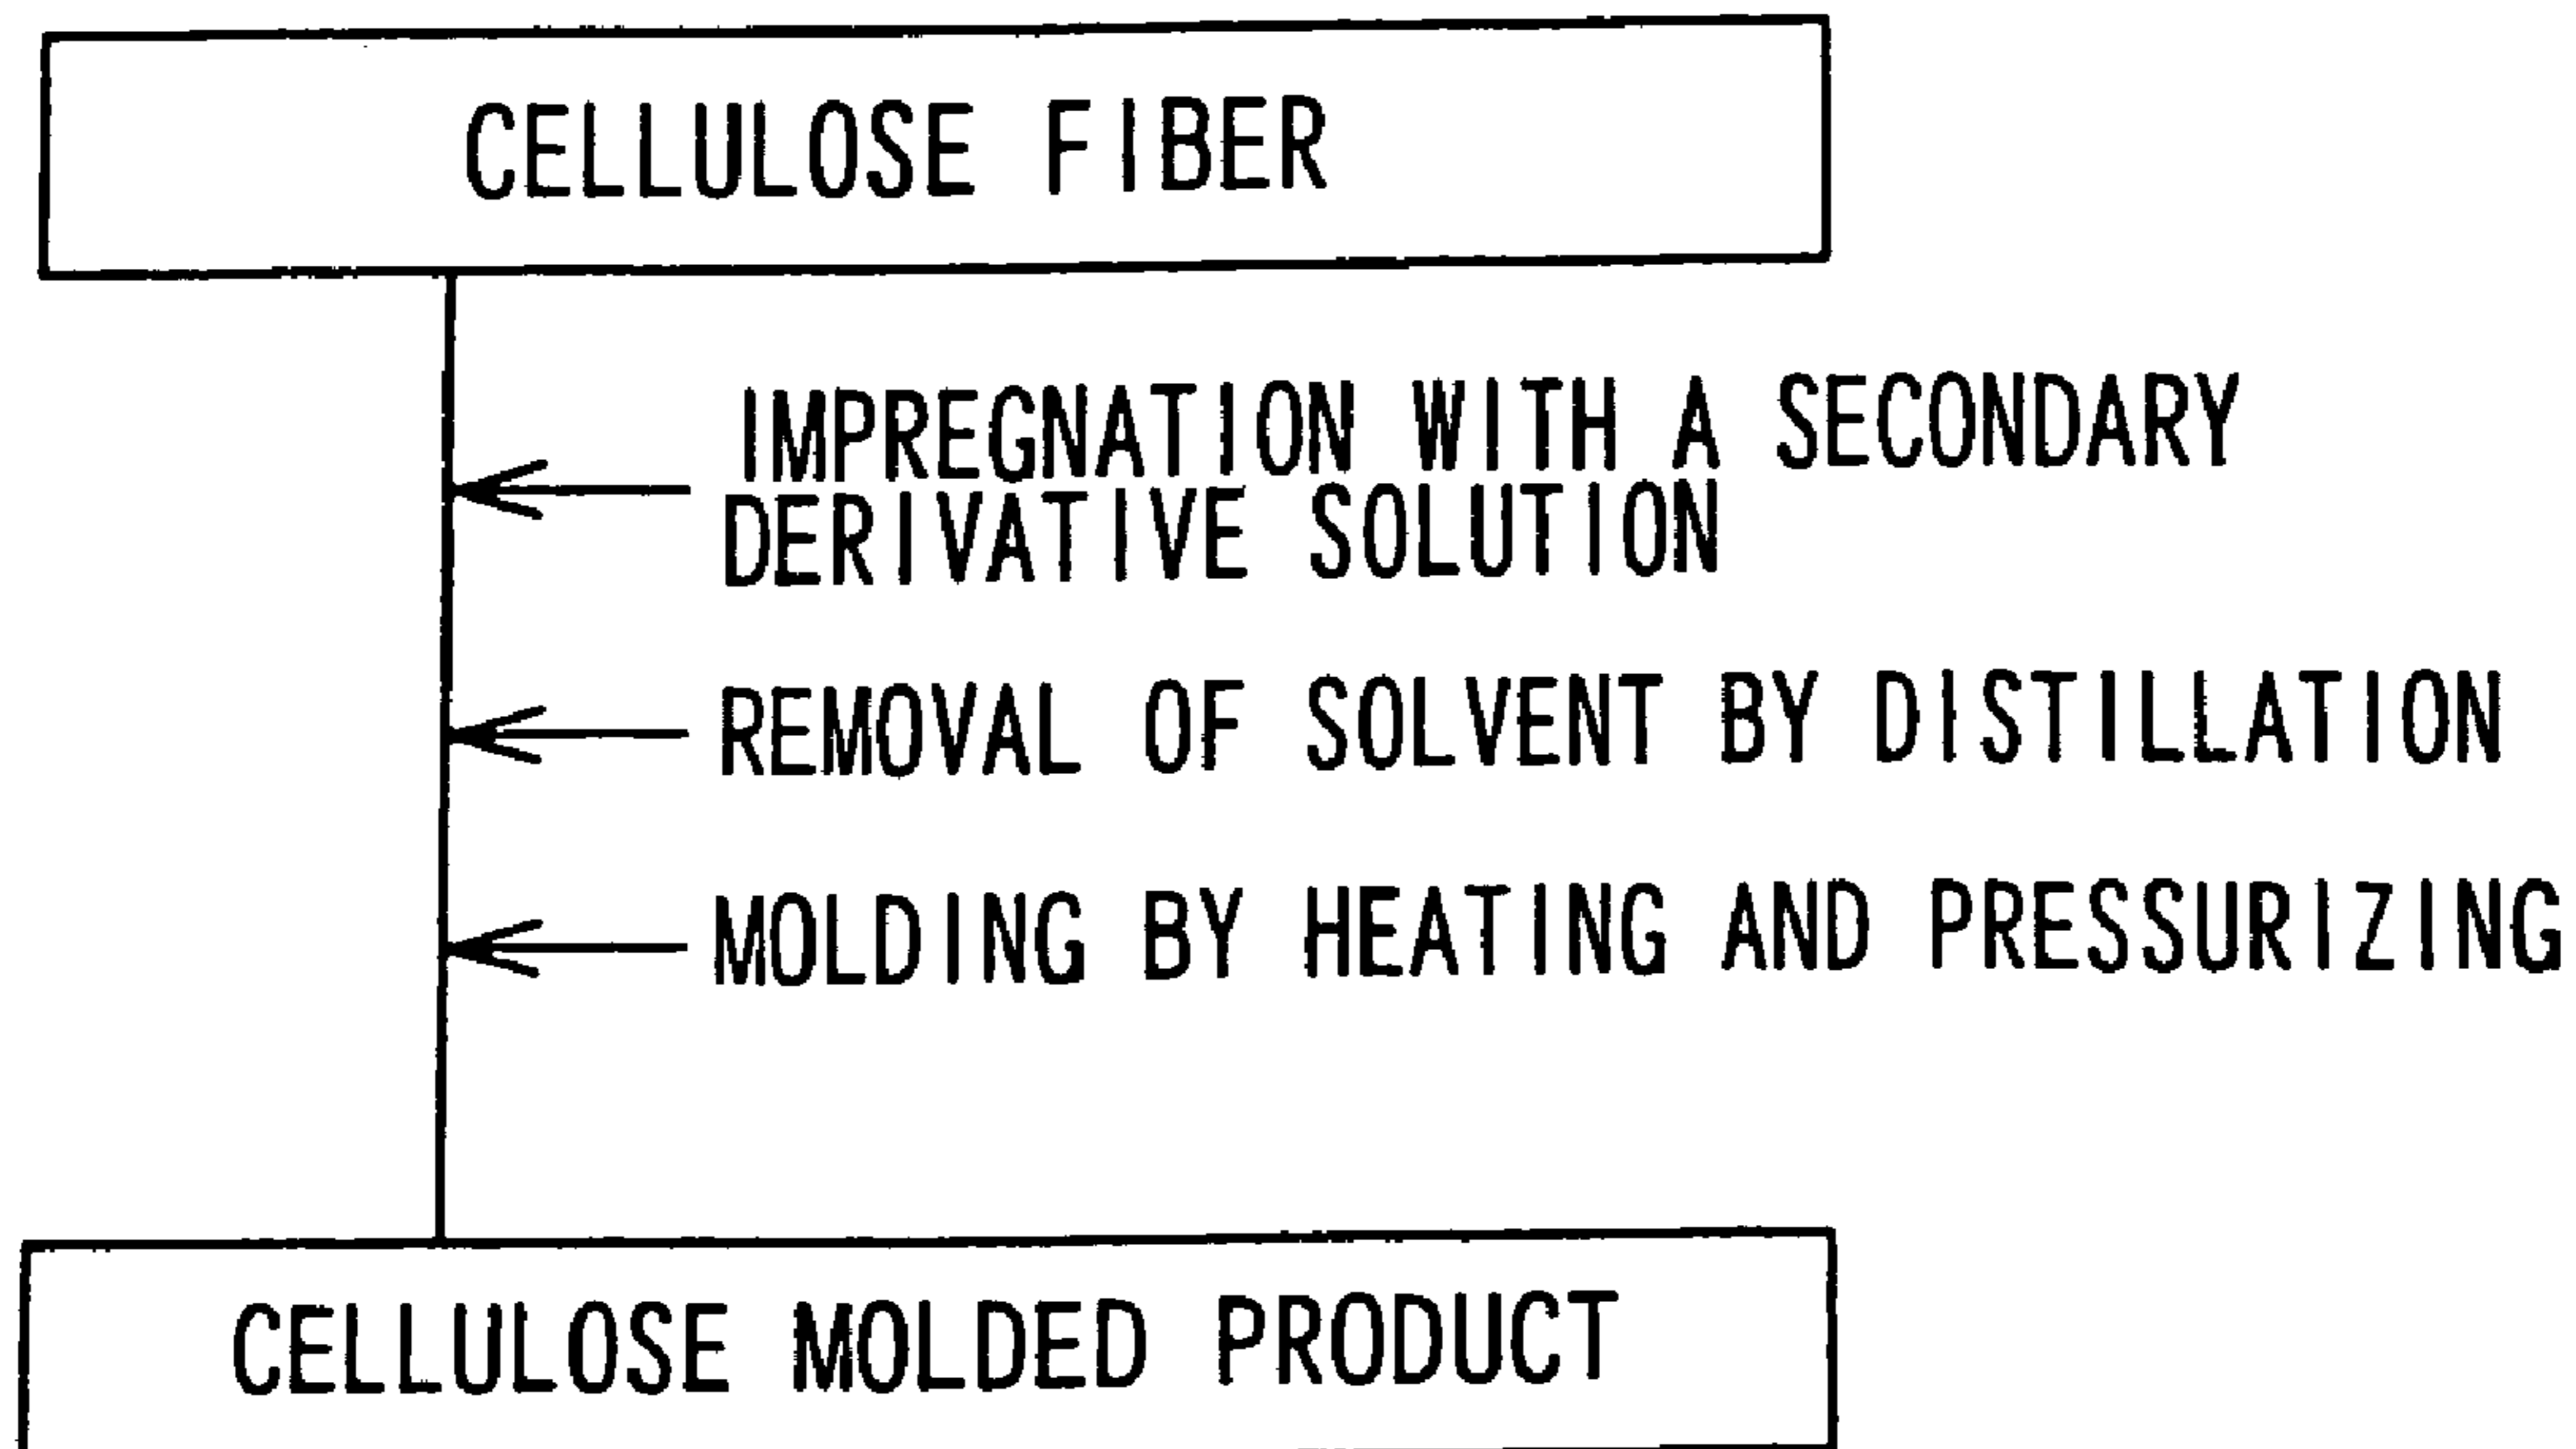 CELLULOSE FIBER
IMPREGNATION WITH A SECONDARY
DERIVATIVE SOLUTION
REMOVAL OF SOLVENT BY DISTILLATION
MOLDING BY HEATING AND PRESSURIZING
CELLULOSE MOLDED PRODUCT